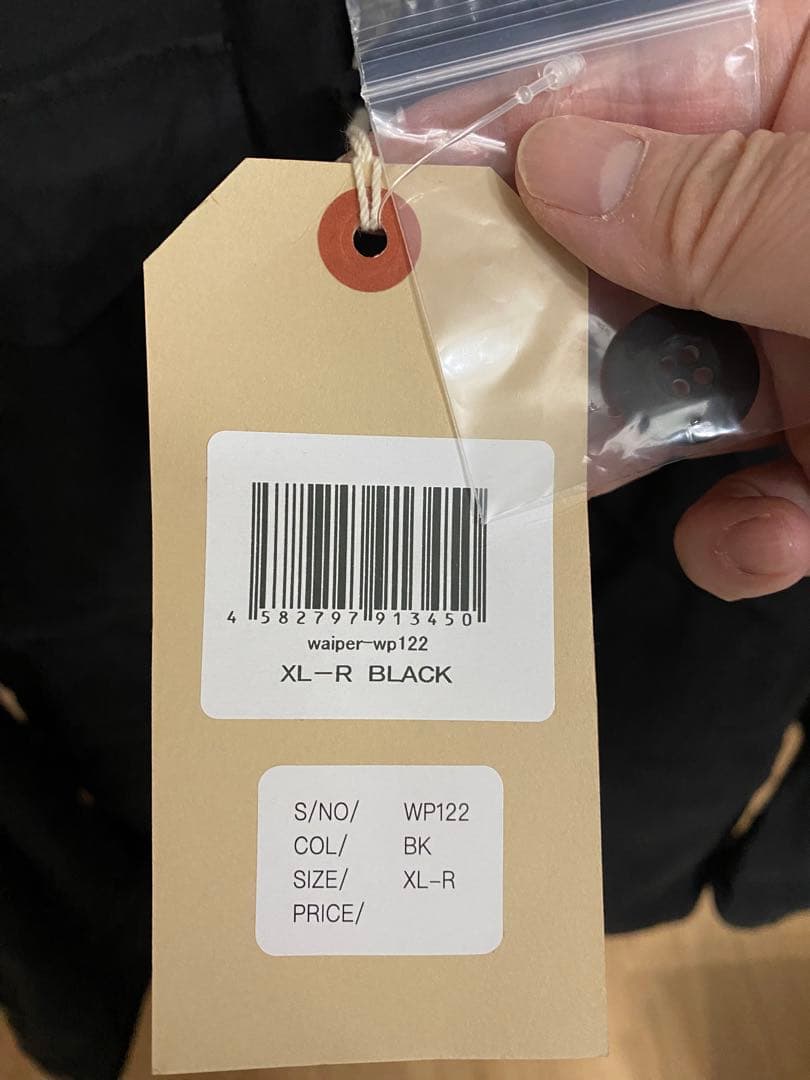 4 582797 913450
waiper-wp122
XL-R BLACK
S/NO/ WP122
COL/ BK
SIZE/ XL-R
PRICE/